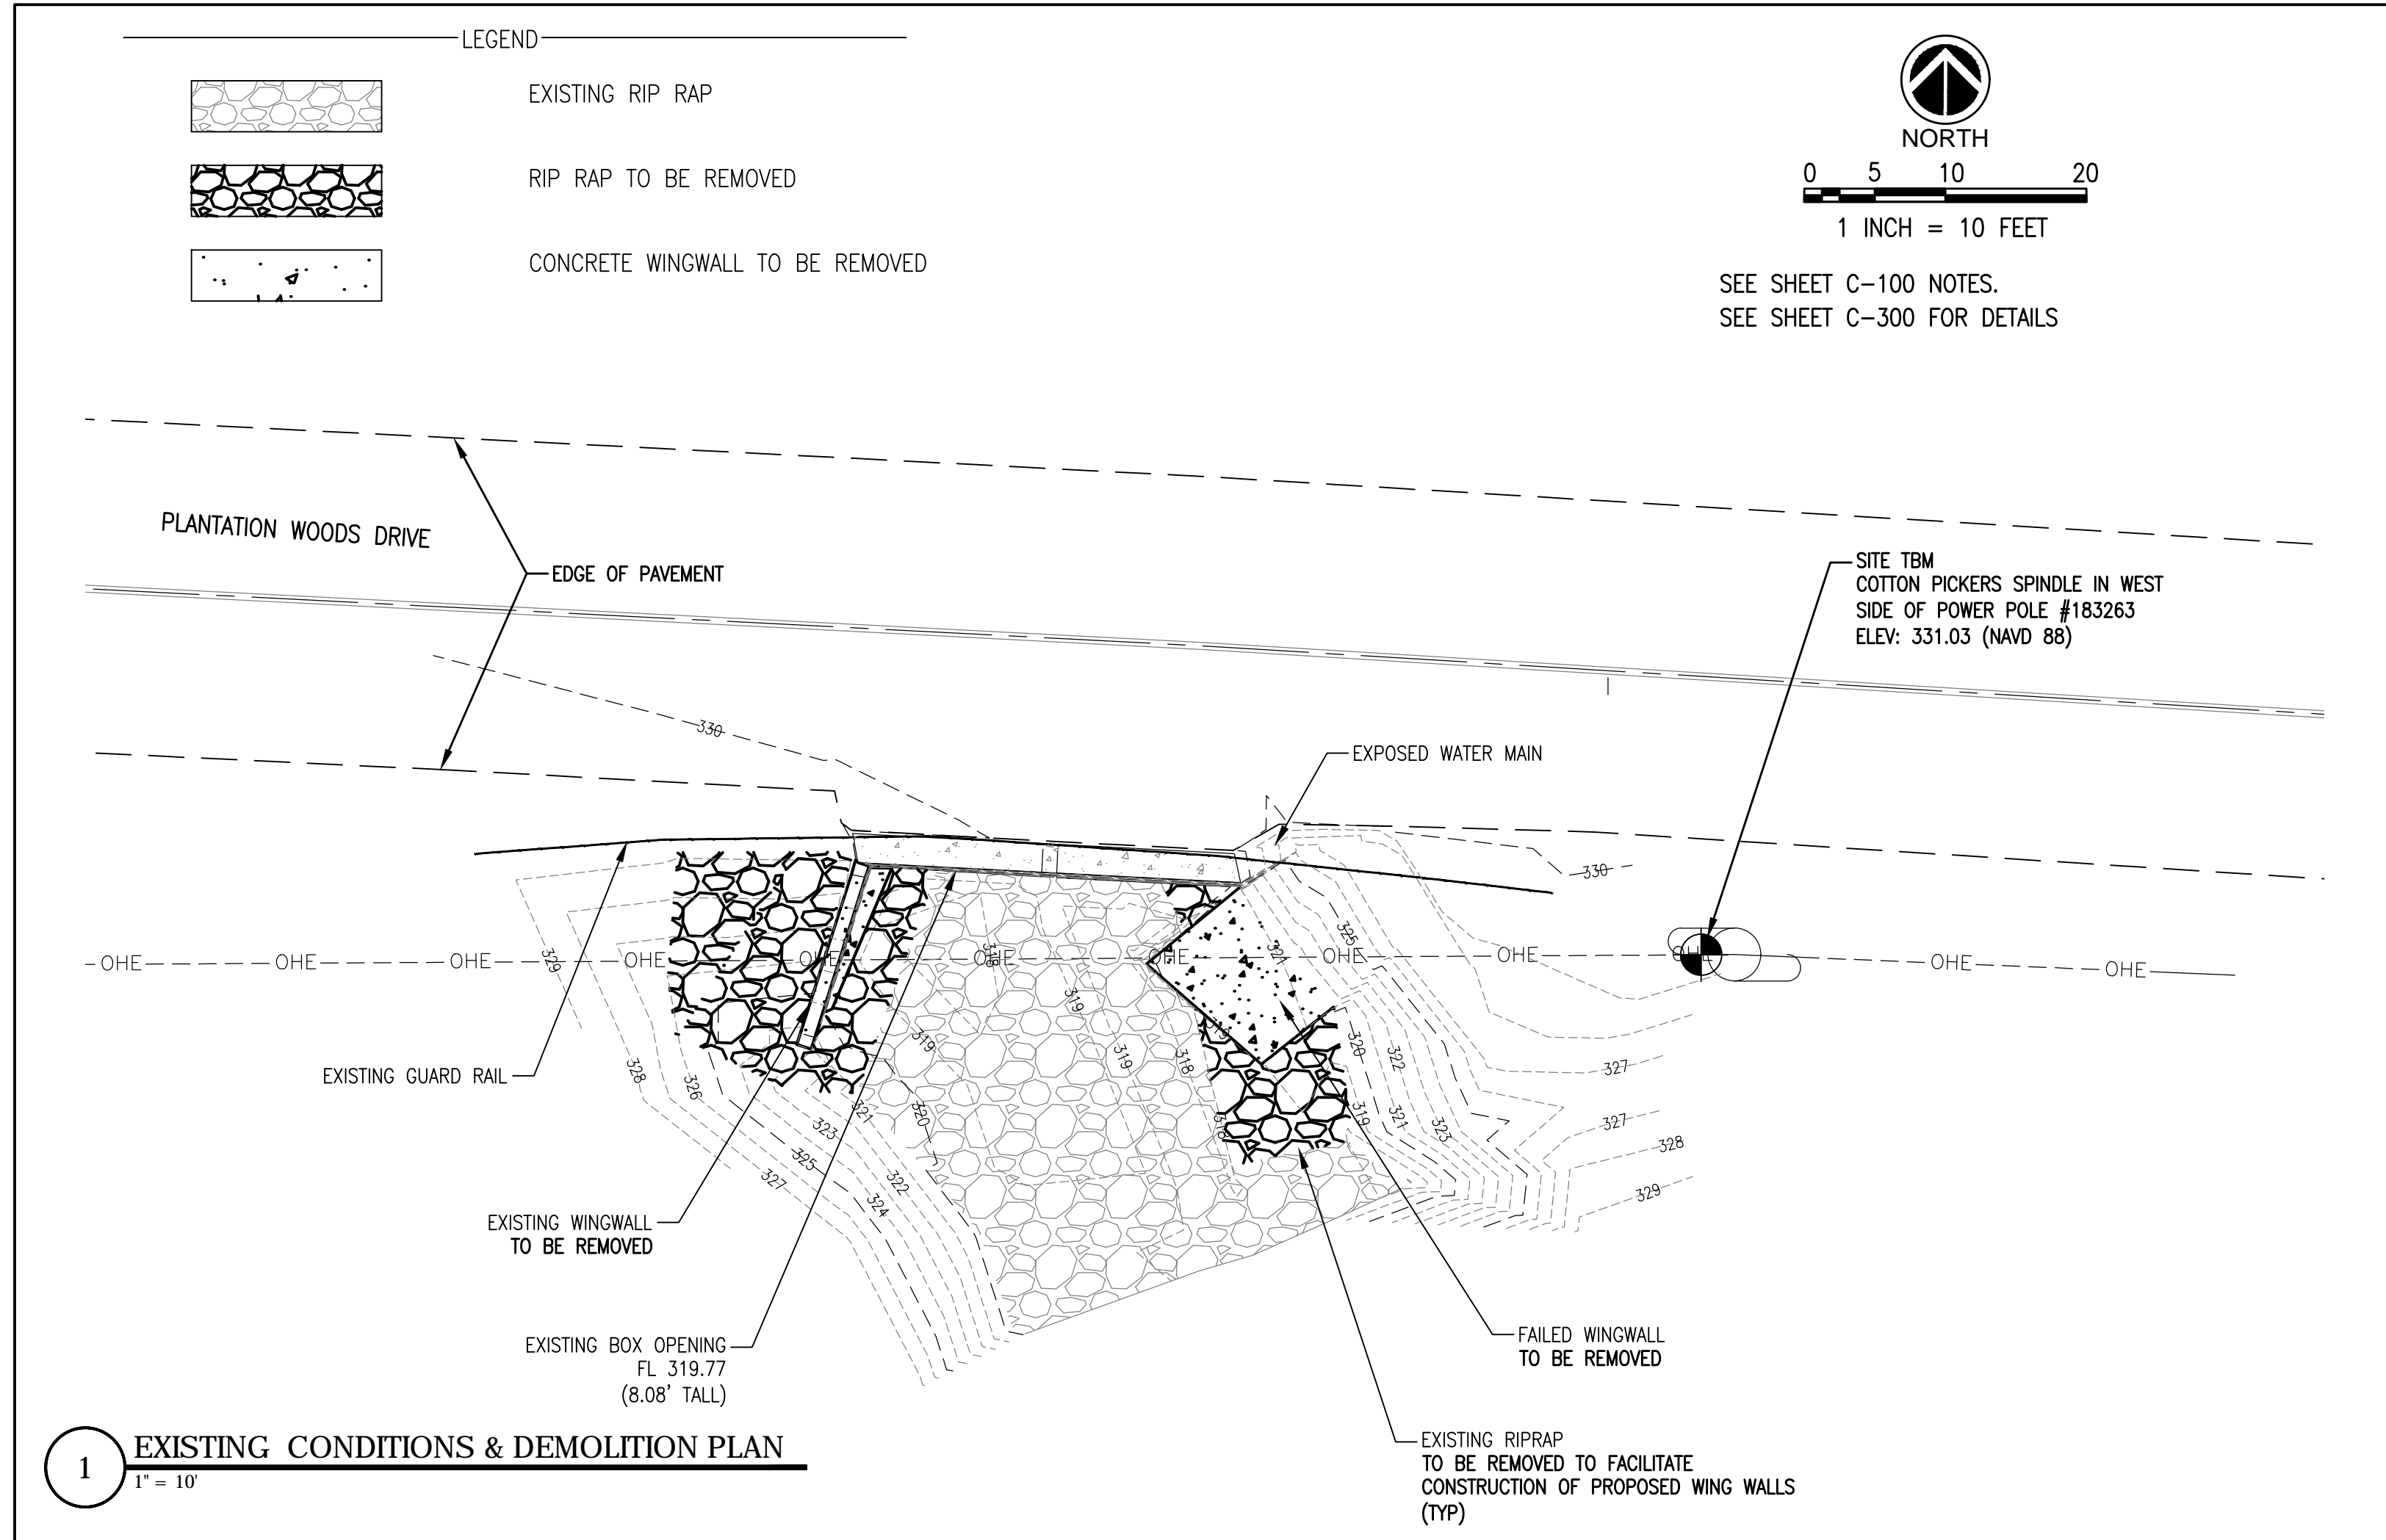 LEGEND
EXISTING RIP RAP
RIP RAP TO BE REMOVED
CONCRETE WINGWALL TO BE REMOVED
NORTH
0 5 10 20
1 INCH = 10 FEET
SEE SHEET C-100 NOTES.
SEE SHEET C-300 FOR DETAILS
PLANTATION WOODS DRIVE
EDGE OF PAVEMENT
SITE TBM
COTTON PICKERS SPINDLE IN WEST
SIDE OF POWER POLE #183263
ELEV: 331.03 (NAVD 88)
330
EXPOSED WATER MAIN
330
325
324
329
318
OHE OHE OHE OHE OHE OHE OHE OHE OHE OHE OHE OHE
319
319
319
319
318
320
322
327
EXISTING GUARD RAIL
328
326
321
320
323
318
319
321
323
327
328
325
327
322
324
329
EXISTING WINGWALL
TO BE REMOVED
EXISTING BOX OPENING
FL 319.77
(8.08' TALL)
FAILED WINGWALL
TO BE REMOVED
EXISTING RIPRAP
TO BE REMOVED TO FACILITATE
CONSTRUCTION OF PROPOSED WING WALLS
(TYP)
1 EXISTING CONDITIONS & DEMOLITION PLAN
1" = 10'